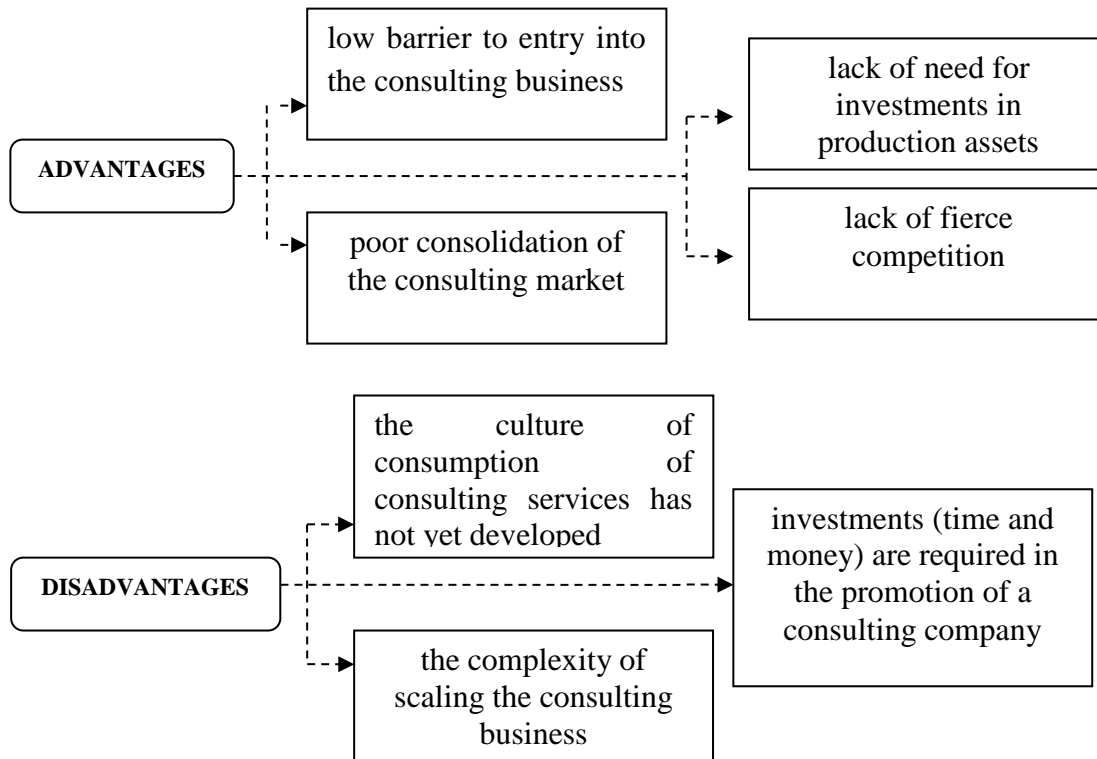 low barrier to entry into
the consulting business
lack of need for
investments in
production assets
ADVANTAGES
poor consolidation of
the consulting market
lack of fierce
competition
the culture of
consumption of
consulting services has
not yet developed
investments (time and
money) are required in
the promotion of a
consulting company
DISADVANTAGES
the complexity of
scaling the consulting
business